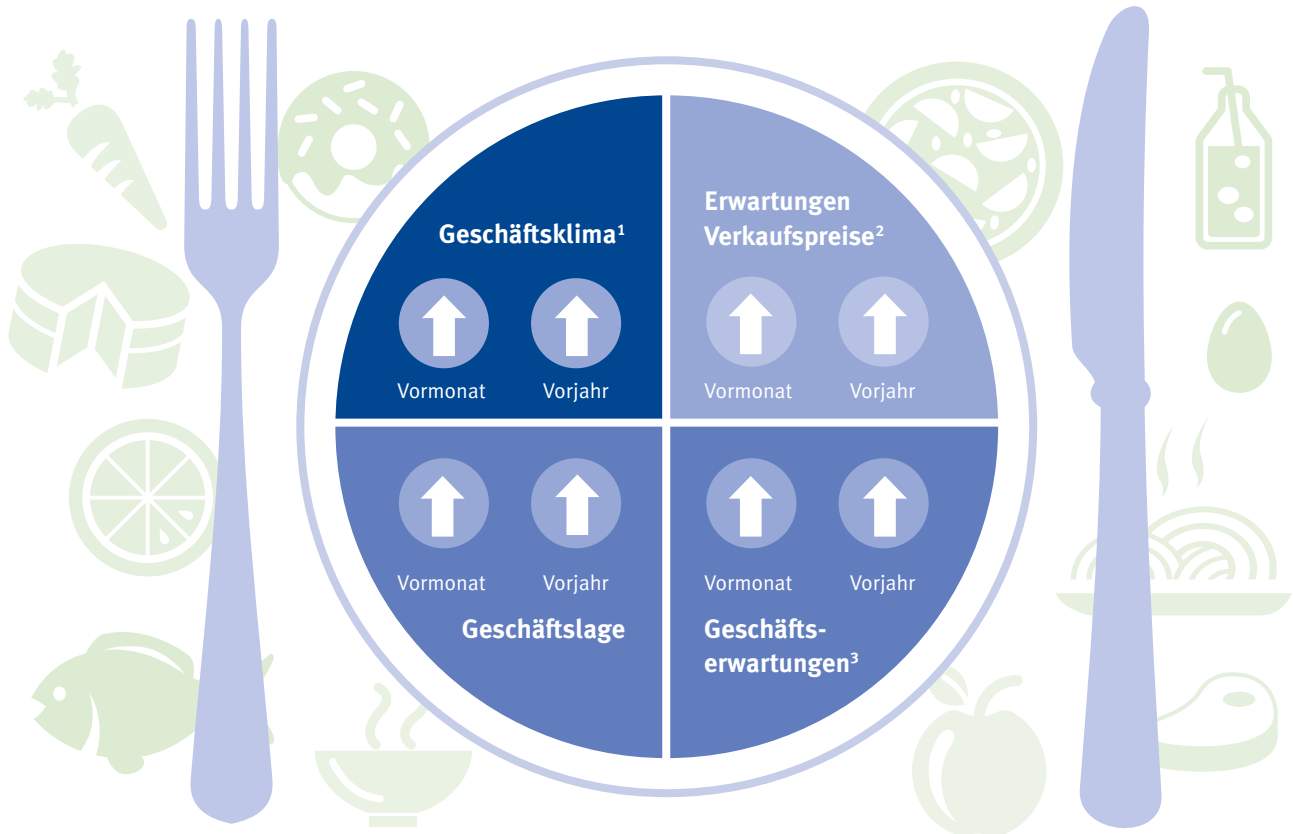 Geschäftsklima¹
Vormonat Vorjahr
Erwartungen
Verkaufspreise²
Vormonat Vorjahr
Vormonat Vorjahr
Geschäftslage
Vormonat Vorjahr
Geschäfts-
erwartungen³